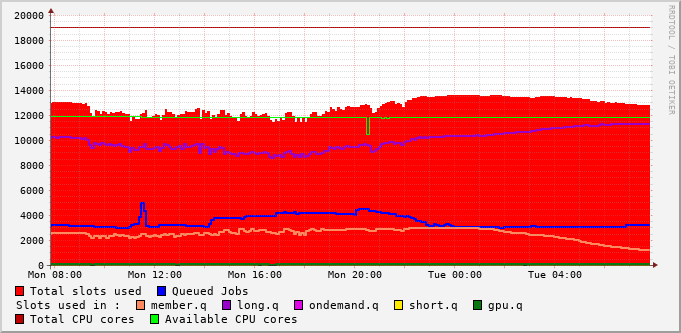 20000
18000
16000
14000
12000
10000
8000
6000
4000
2000
0
Mon 08:00 Mon 12:00 Mon 16:00 Mon 20:00 Tue 00:00 Tue 04:00
Total slots used Queued Jobs
Slots used in : member.q long.q ondemand.q short.q gpu.q
Total CPU cores Available CPU cores
RRDTOOL / TOBI OETIKER